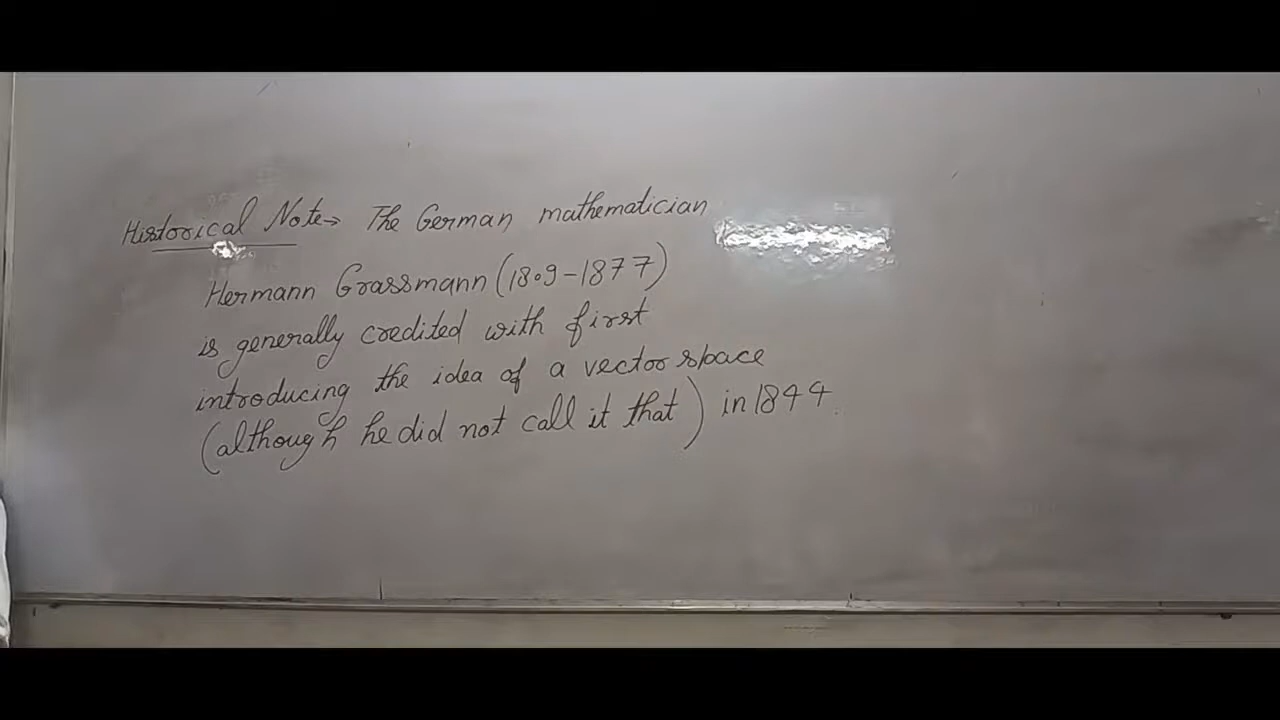 Historical Note→ The German mathematician
Hermann Grassmann (1809-1877)
is generally credited with first
introducing the idea of a vector space
(although he did not call it that) in 1844.